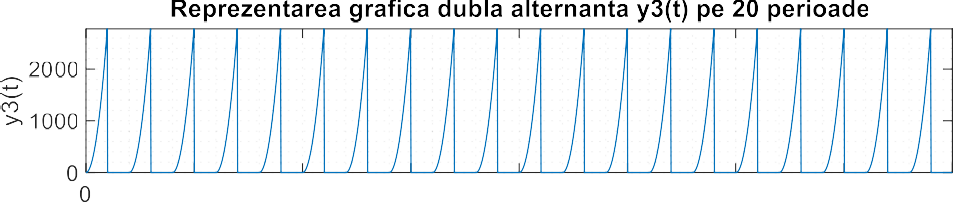 Reprezentarea grafica dubla alternanta y3(t) pe 20 perioade
2000
1000
0
y3(t)
0